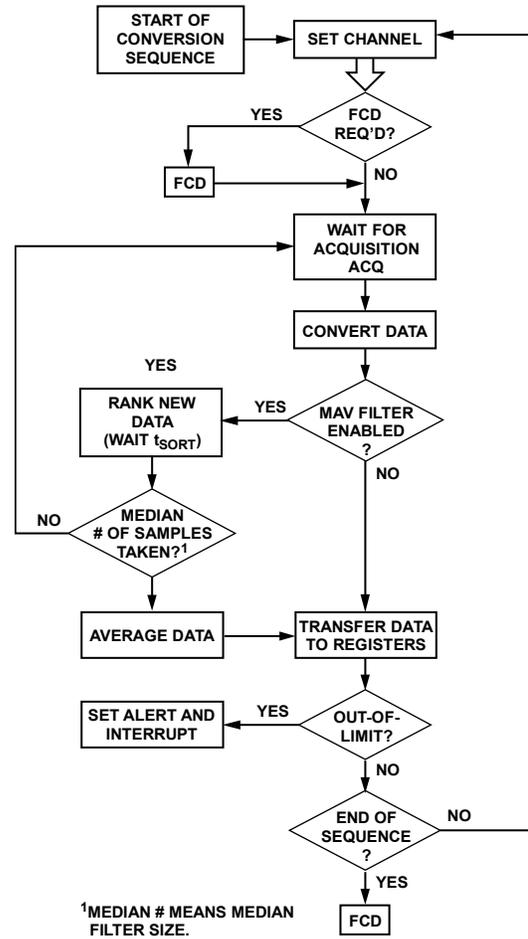 START OF
CONVERSION
SEQUENCE
SET CHANNEL
YES
FCD
REQ'D?
FCD
NO
WAIT FOR
ACQUISITION
ACQ
CONVERT DATA
YES
RANK NEW
DATA
(WAIT tSORT)
YES
MAV FILTER
ENABLED
?
NO
NO
MEDIAN
# OF SAMPLES
TAKEN?1
AVERAGE DATA
TRANSFER DATA
TO REGISTERS
SET ALERT AND
INTERRUPT
YES
OUT-OF-
LIMIT?
NO
END OF
SEQUENCE
?
NO
YES
FCD
1MEDIAN # MEANS MEDIAN
FILTER SIZE.